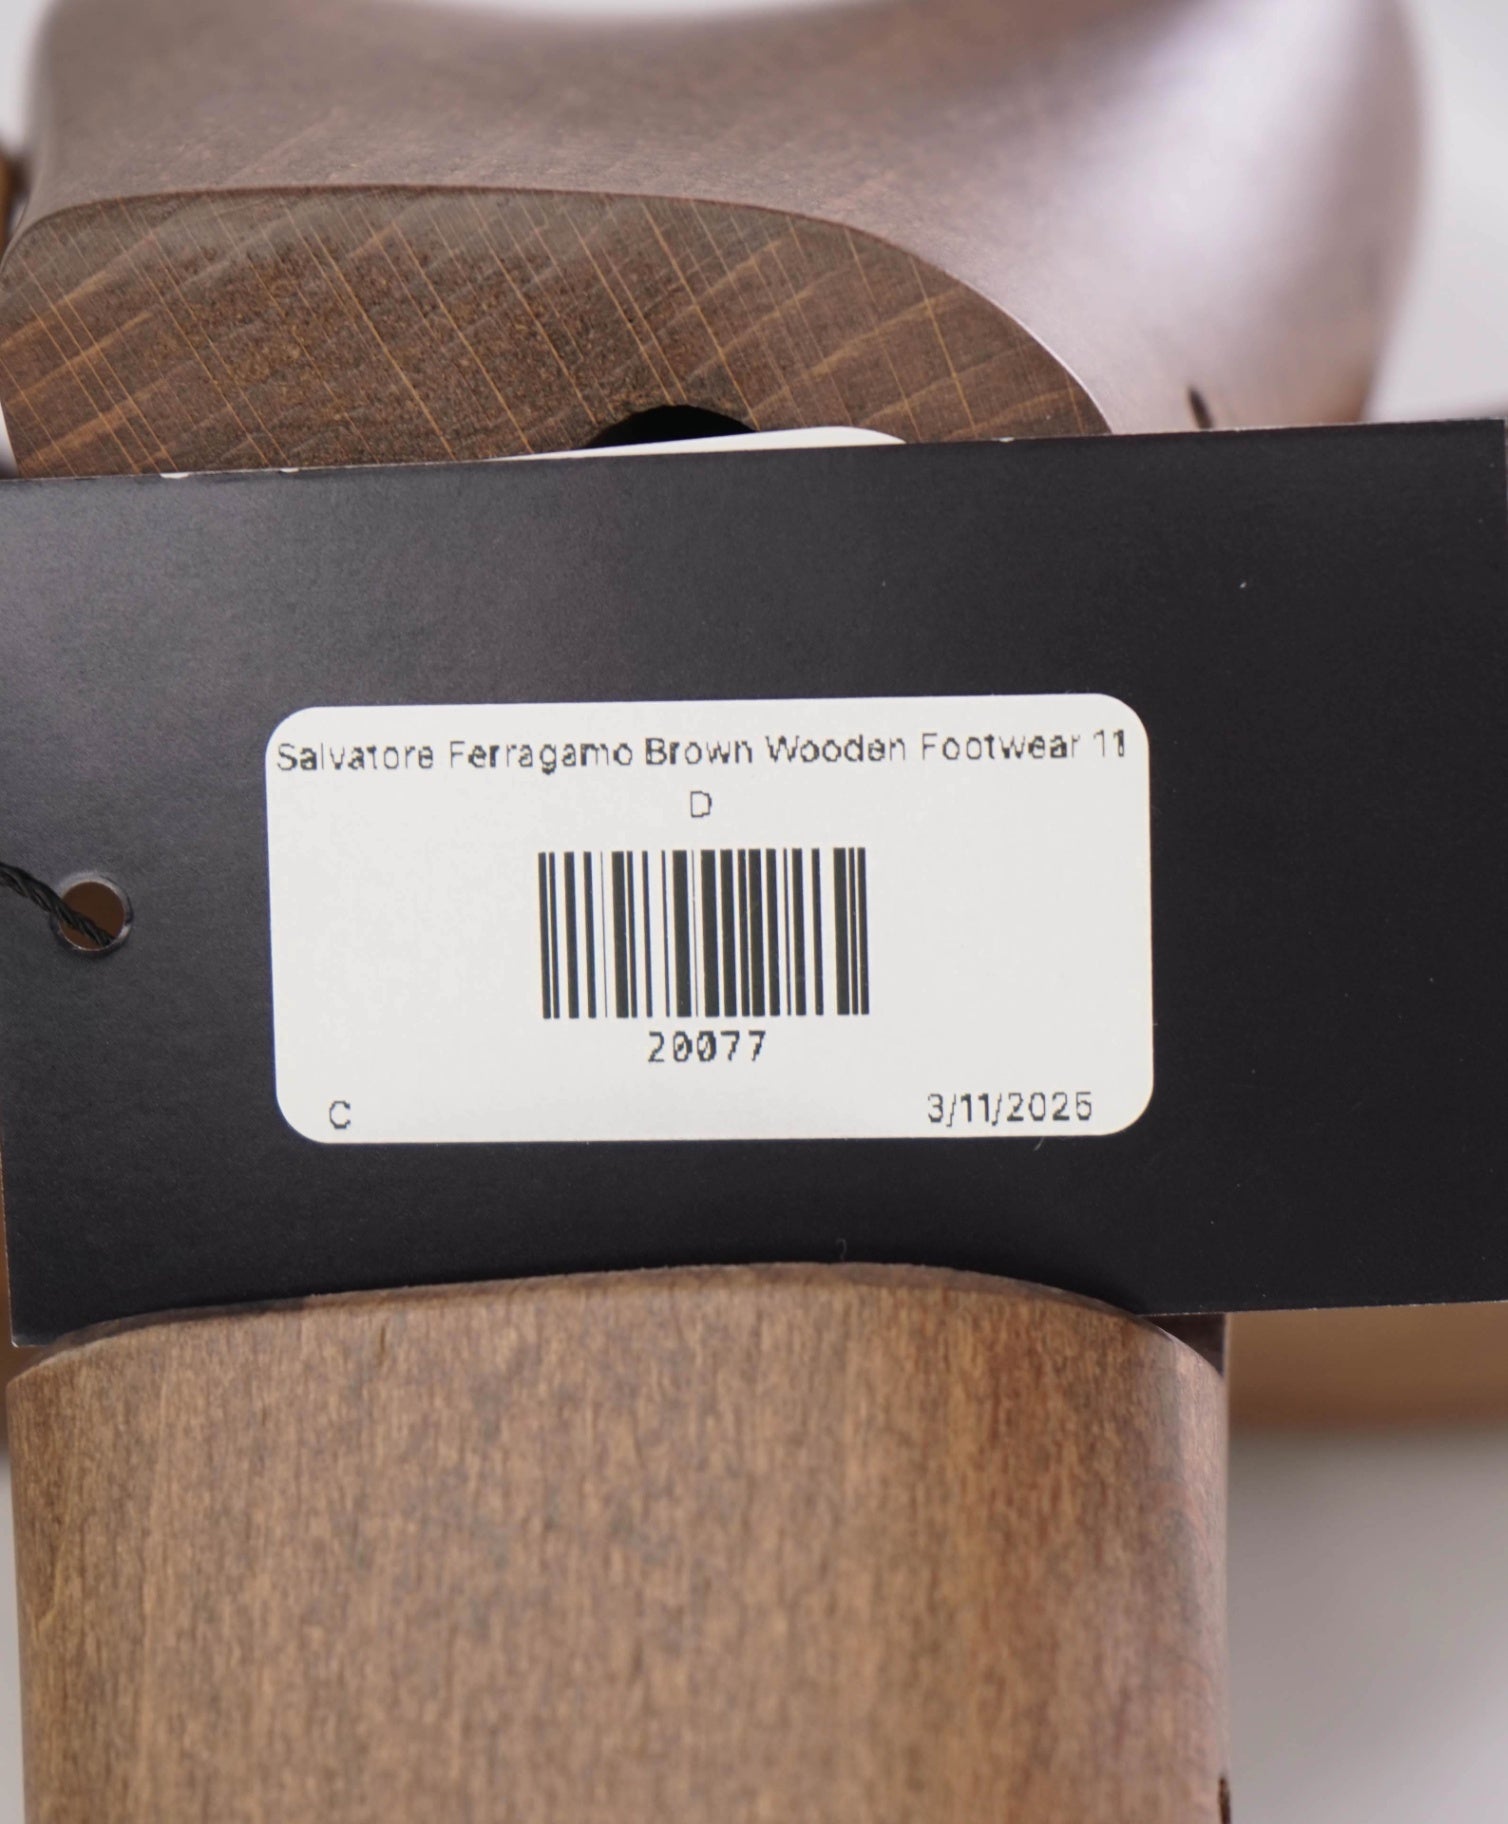 Salvatore Ferragamo Brown Wooden Footwear 11
D
20077
C
3/11/2025